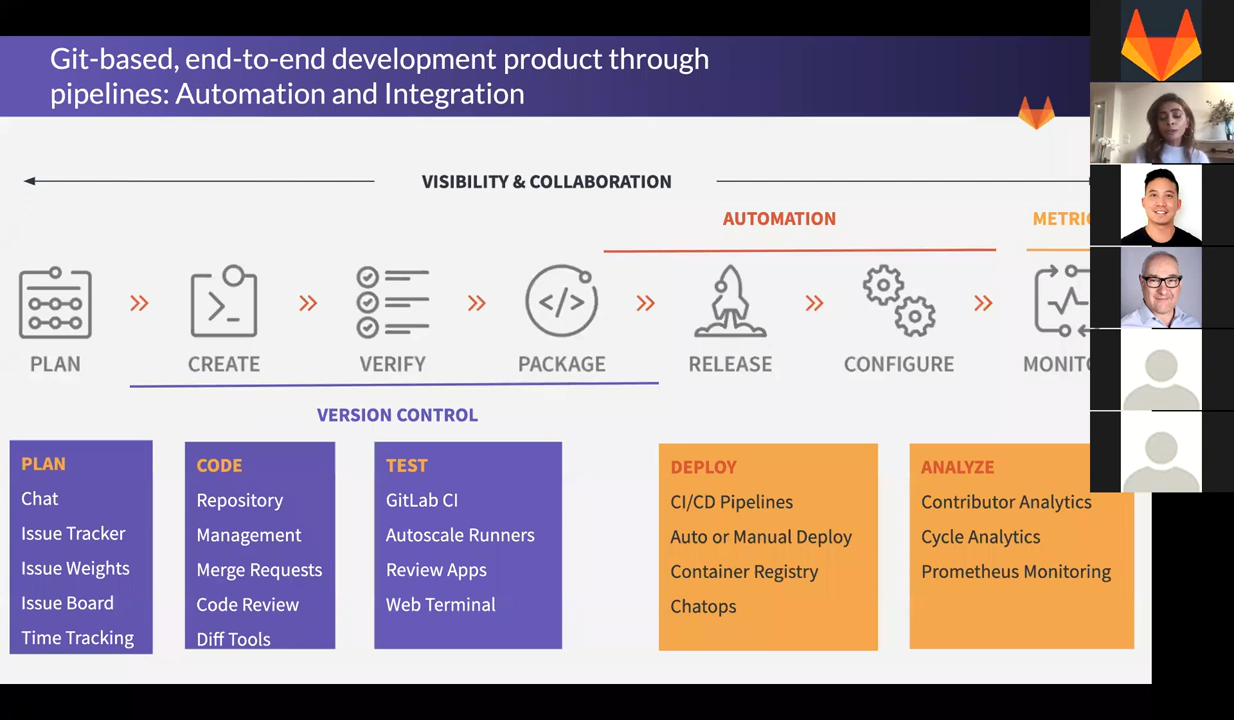 Git-based, end-to-end development product through
pipelines: Automation and Integration
VISIBILITY & COLLABORATION
AUTOMATION
METRIC
PLAN
CREATE
VERIFY
PACKAGE
RELEASE
CONFIGURE
MONITO
VERSION CONTROL
PLAN
Chat
Issue Tracker
Issue Weights
Issue Board
Time Tracking
CODE
Repository
Management
Merge Requests
Code Review
Diff Tools
TEST
GitLab CI
Autoscale Runners
Review Apps
Web Terminal
DEPLOY
CI/CD Pipelines
Auto or Manual Deploy
Container Registry
Chatops
ANALYZE
Contributor Analytics
Cycle Analytics
Prometheus Monitoring